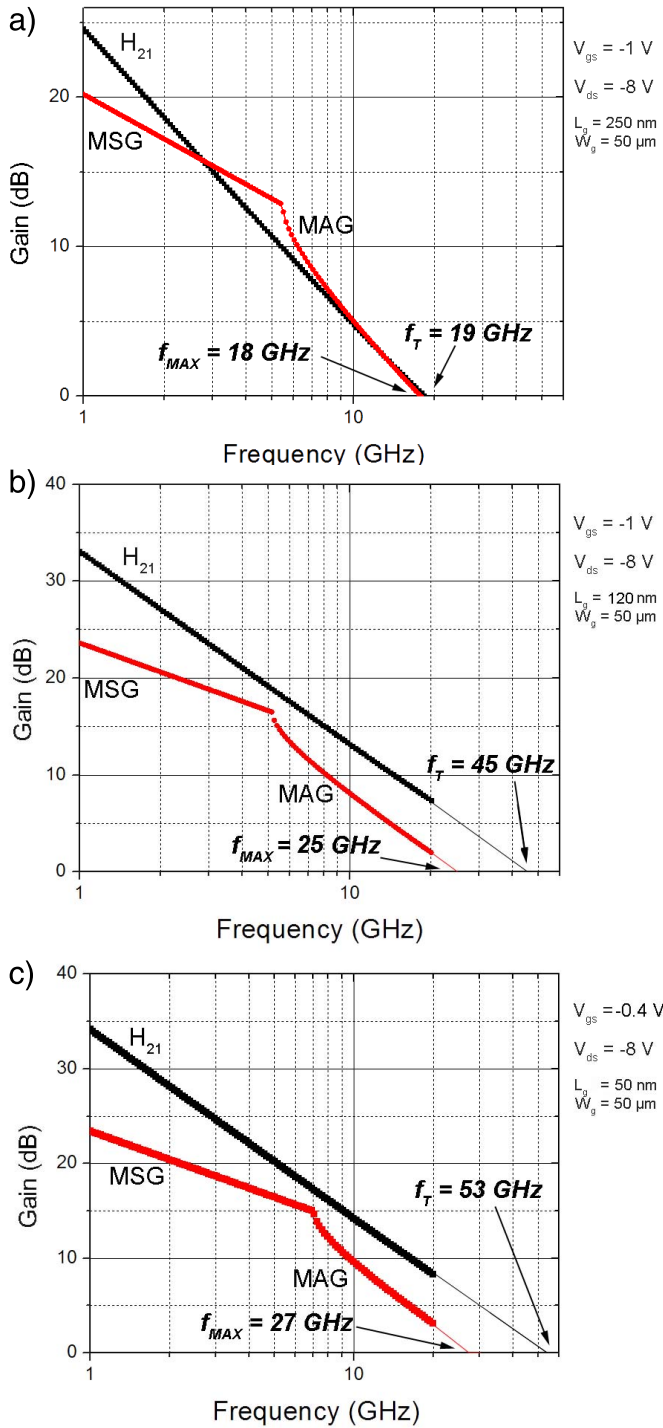 a)
H21
MSG
MAG
fMAX = 18 GHz
fT = 19 GHz
Gain (dB)
20
10
0
1
10
Frequency (GHz)
Vgs = -1 V
Vds = -8 V
Lg = 250 nm
Wg = 50 µm
b)
40
30
20
10
0
H21
MSG
MAG
fT = 45 GHz
fMAX = 25 GHz
Gain (dB)
1
10
Frequency (GHz)
Vgs = -1 V
Vds = -8 V
Lg = 120 nm
Wg = 50 µm
c)
40
30
20
10
0
H21
MSG
MAG
fT = 53 GHz
fMAX = 27 GHz
Gain (dB)
1
10
Frequency (GHz)
Vgs = -0.4 V
Vds = -8 V
Lg = 50 nm
Wg = 50 µm